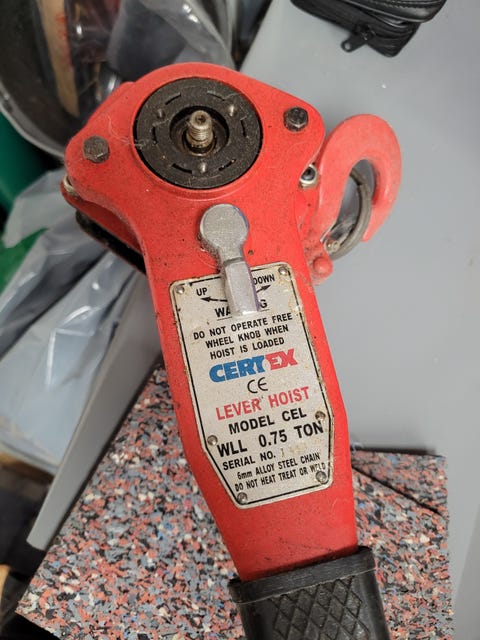 UP DOWN
DO NOT OPERATE FREE
WHEEL KNOB WHEN
HOIST IS LOADED
CERTEX
CE
LEVER HOIST
MODEL CEL
WLL 0.75 TON
SERIAL NO.
6mm ALLOY STEEL CHAIN
DO NOT HEAT TREAT OR WELD